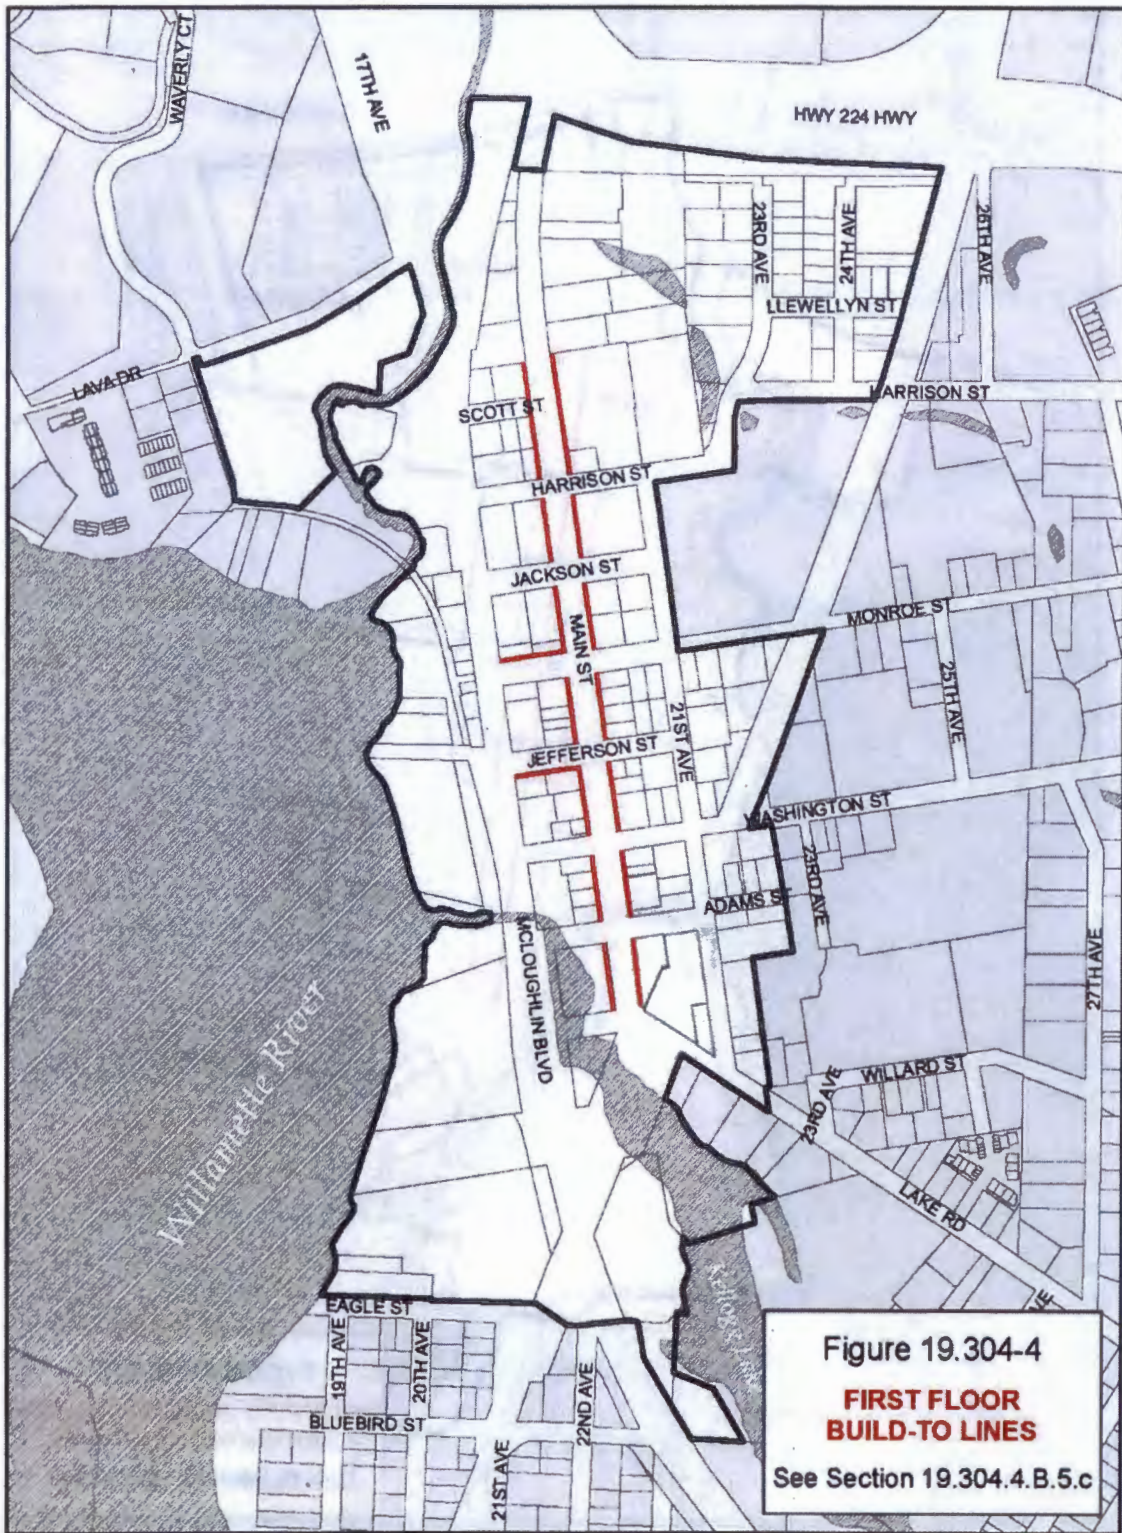 WAVERLY CT
17TH AVE
HWY 224 HWY
23RD AVE
24TH AVE
26TH AVE
LLEWELLYN ST
LAVA DR
SCOTT ST
HARRISON ST
HARRISON ST
JACKSON ST
MONROE ST
MAIN ST
25TH AVE
21ST AVE
JEFFERSON ST
WASHINGTON ST
23RD AVE
ADAMS ST
MCLOUGHLIN BLVD
27TH AVE
Willamette River
WILLARD ST
23RD AVE
LAKE RD
Kellogg Lake
EAGLE ST
19TH AVE
20TH AVE
22ND AVE
BLUEBIRD ST
21ST AVE
VE
Figure 19.304-4
FIRST FLOOR
BUILD-TO LINES
See Section 19.304.4.B.5.c